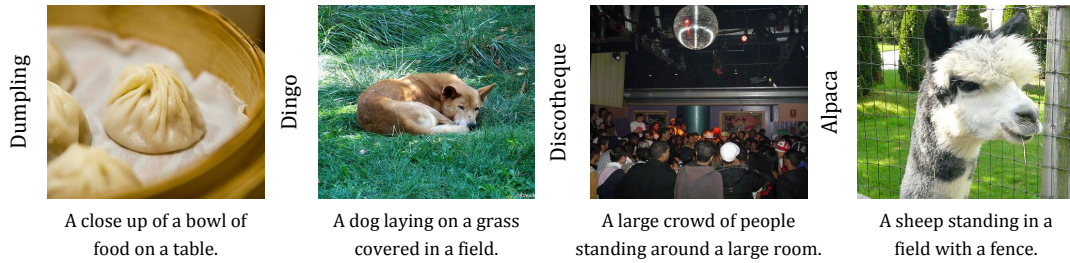 Dumpling
A close up of a bowl of
food on a table.
Dingo
A dog laying on a grass
covered in a field.
Discotheque
A large crowd of people
standing around a large room.
Alpaca
A sheep standing in a
field with a fence.